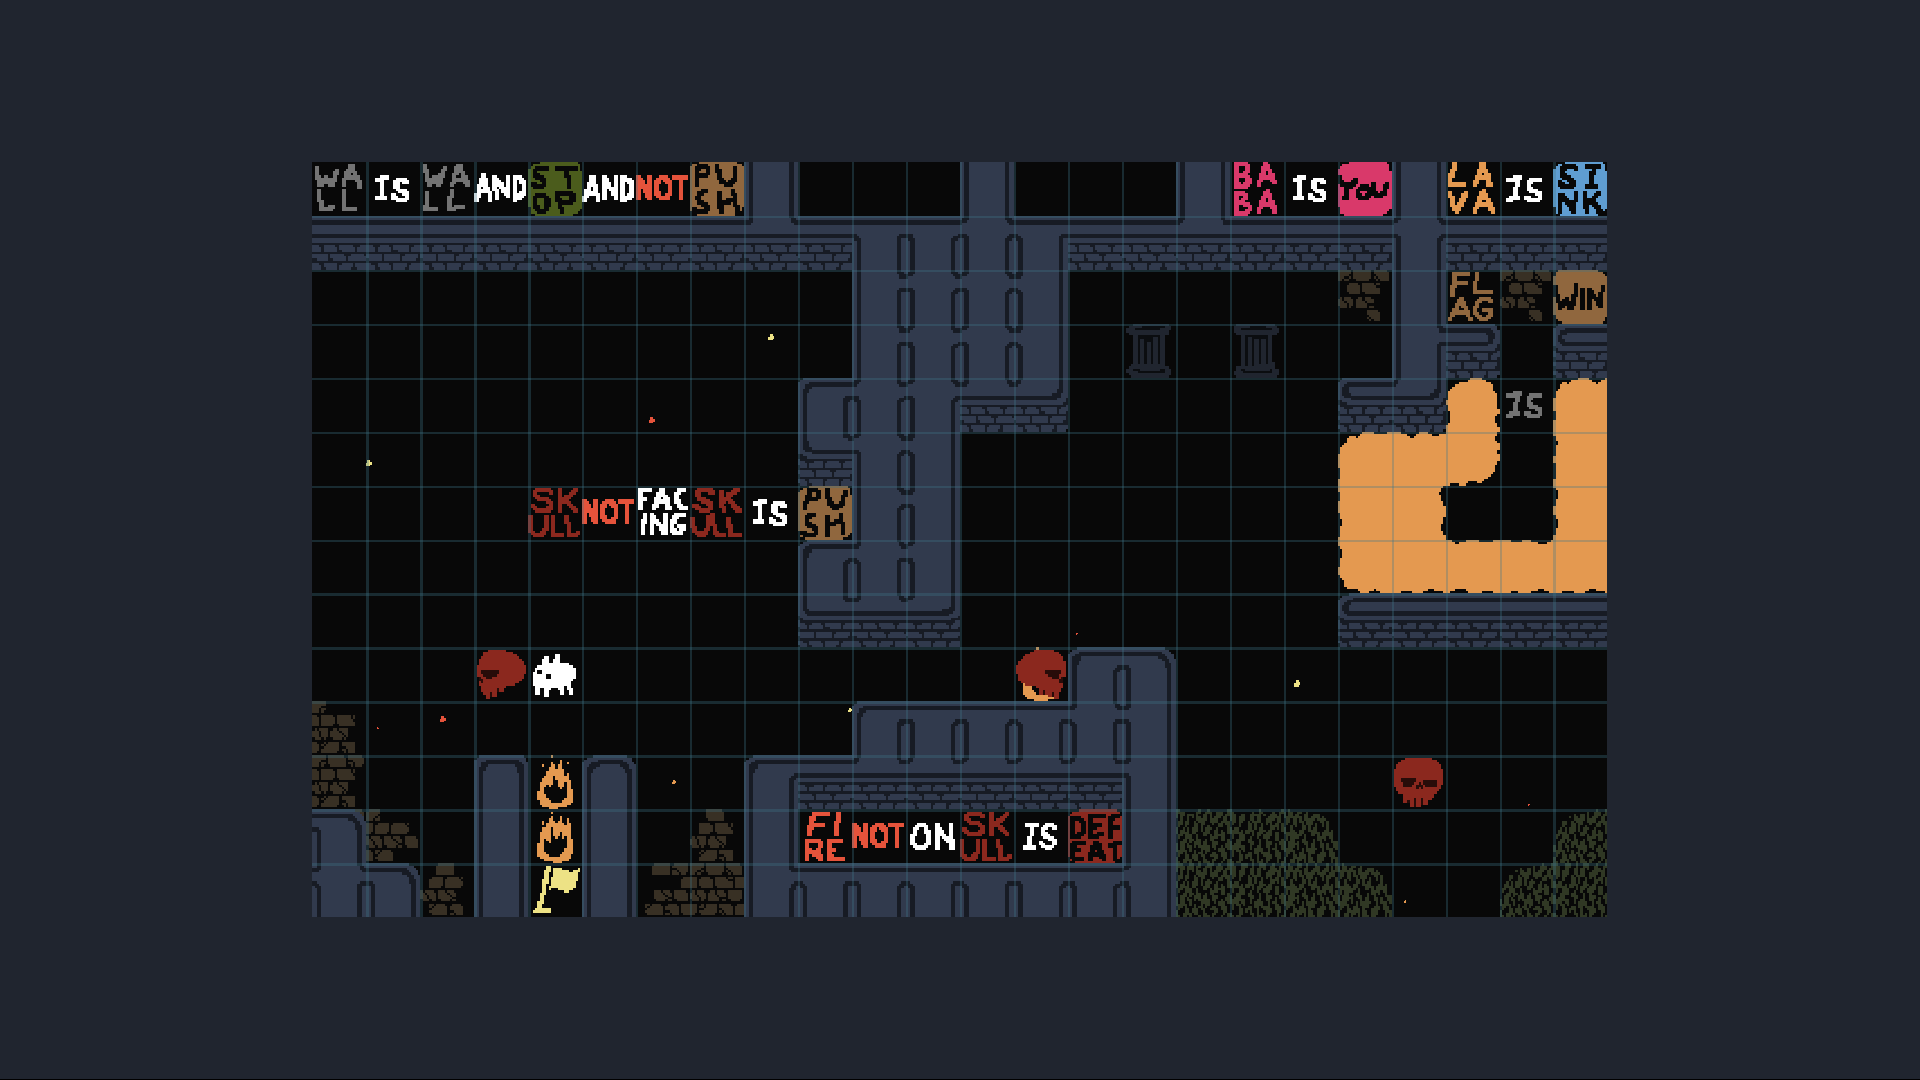 WALL IS WALL AND STOP AND NOT PUSH
BABA IS YOU
LAVA IS SINK
FLAG WIN
IS
SKULL NOT FACING SKULL IS PUSH
FIRE NOT ON SKULL IS DEFEAT